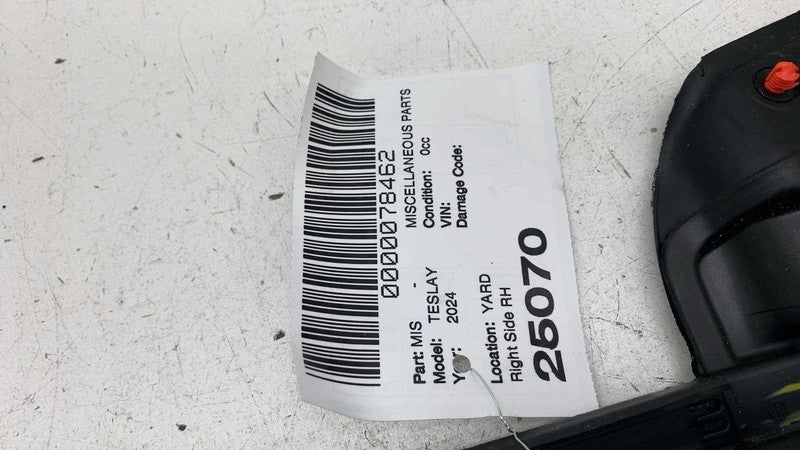 0000078462
Part: MIS - MISCELLANEOUS PARTS
Model: TESLAY Condition: 0cc
Year: 2024 VIN:
Damage Code:
Location: YARD
Right Side RH
25070